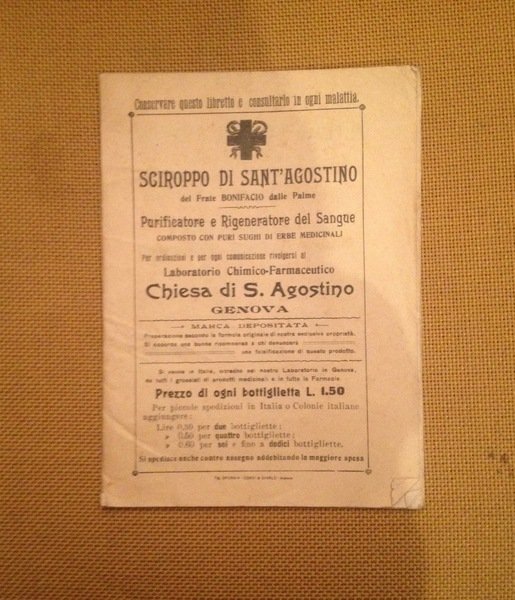 Conservare questo libretto e consultarlo in ogni malattia.
SCIROPPO DI SANT'AGOSTINO
del Frate BONIFACIO dalle Palme
Purificatore e Rigeneratore del Sangue
COMPOSTO CON PURI SUGHI DI ERBE MEDICINALI
Per ordinazioni e per ogni comunicazione rivolgersi al
Laboratorio Chimico-Farmaceutico
Chiesa di S. Agostino
GENOVA
MARCA DEPOSITATA
Preparazione secondo la formula originale di nostra esclusiva proprietà.
Si accorda una buona ricompensa a chi denuncerà
una falsificazione di questo prodotto.
Si vende in Italia, oltrechè nel nostro Laboratorio in Genova,
da tutti i grossisti di prodotti medicinali e in tutte le Farmacie
Prezzo di ogni bottiglietta L. 1.50
Per piccole spedizioni in Italia o Colonie italiane
aggiungere:
Lire 0,30 per due bottigliette;
» 0.50 per quattro bottigliette;
» 0.60 per sei e fino a dodici bottigliette.
Si spedisce anche contro assegno addebitando la maggiore spesa